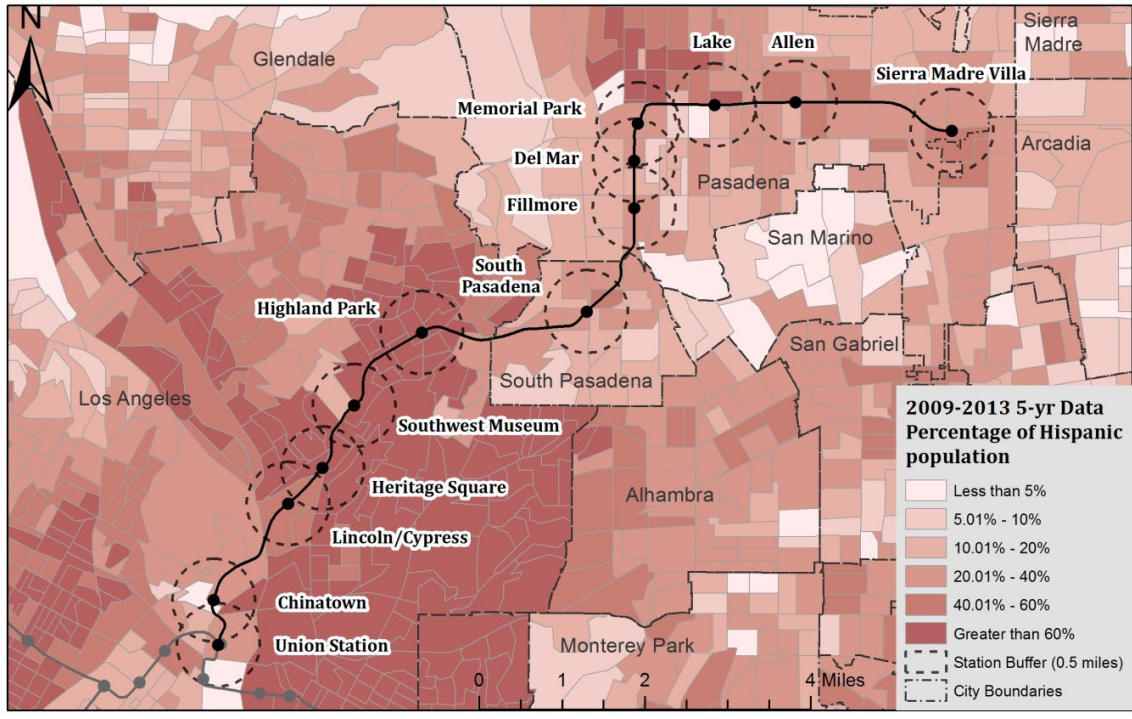 N
Glendale
Lake
Allen
Sierra
Madre
Sierra Madre Villa
Memorial Park
Arcadia
Del Mar
Pasadena
Fillmore
San Marino
South
Pasadena
Highland Park
San Gabriel
South Pasadena
Los Angeles
Southwest Museum
Heritage Square
Alhambra
Lincoln/Cypress
Chinatown
Union Station
Monterey Park
0
2
4 Miles
2009-2013 5-yr Data
Percentage of Hispanic
population
Less than 5%
5.01% - 10%
10.01% - 20%
20.01% - 40%
40.01% - 60%
Greater than 60%
Station Buffer (0.5 miles)
City Boundaries